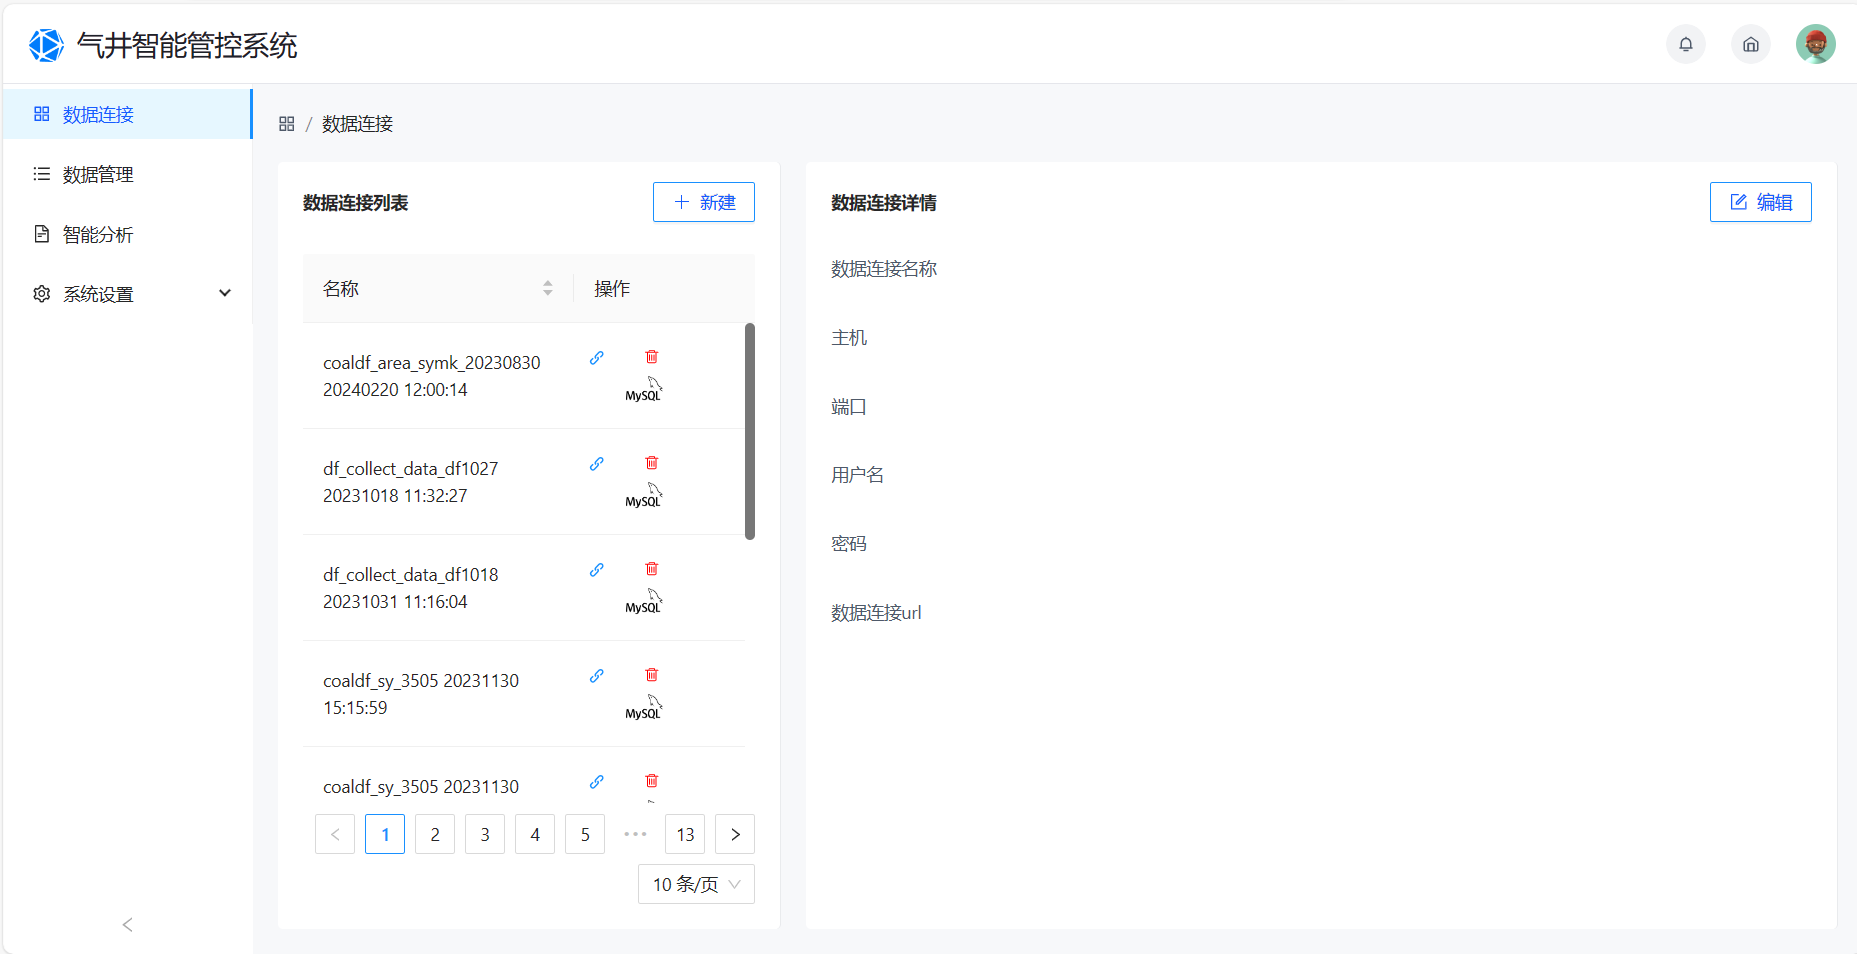 气井智能管控系统
数据连接
数据管理
智能分析
系统设置
/ 数据连接
数据连接列表
新建
名称
操作
coaldf_area_symk_20230830
20240220 12:00:14
MySQL
df_collect_data_df1027
20231018 11:32:27
MySQL
df_collect_data_df1018
20231031 11:16:04
MySQL
coaldf_sy_3505 20231130
15:15:59
MySQL
coaldf_sy_3505 20231130
1 2 3 4 5 ••• 13
10 条/页
数据连接详情
编辑
数据连接名称
主机
端口
用户名
密码
数据连接url